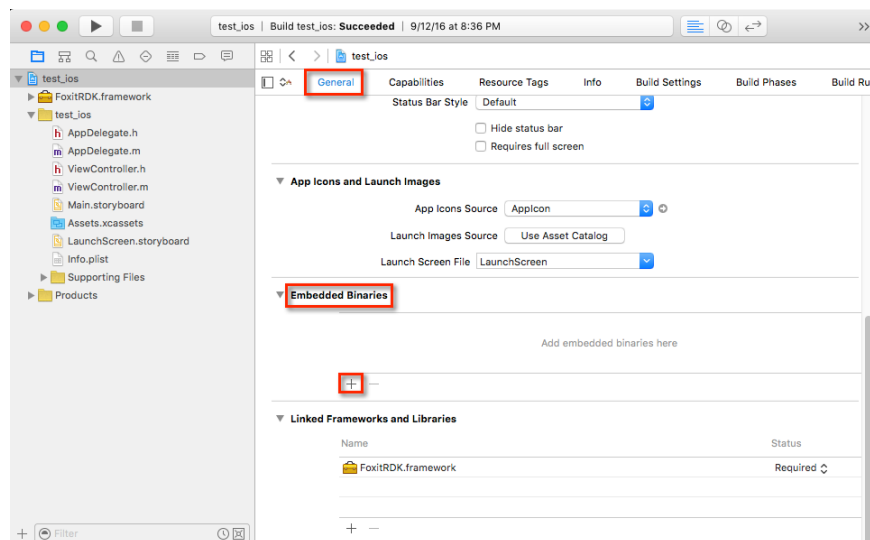 test_ios | Build test_ios: Succeeded | 9/12/16 at 8:36 PM
test_ios
test_ios
FoxitRDK.framework
test_ios
AppDelegate.h
AppDelegate.m
ViewController.h
ViewController.m
Main.storyboard
Assets.xcassets
LaunchScreen.storyboard
Info.plist
Supporting Files
Products
Filter
General Capabilities Resource Tags Info Build Settings Build Phases Build Ru
Status Bar Style Default
Hide status bar
Requires full screen
App Icons and Launch Images
App Icons Source AppIcon
Launch Images Source Use Asset Catalog
Launch Screen File LaunchScreen
Embedded Binaries
Add embedded binaries here
Linked Frameworks and Libraries
Name Status
FoxitRDK.framework Required